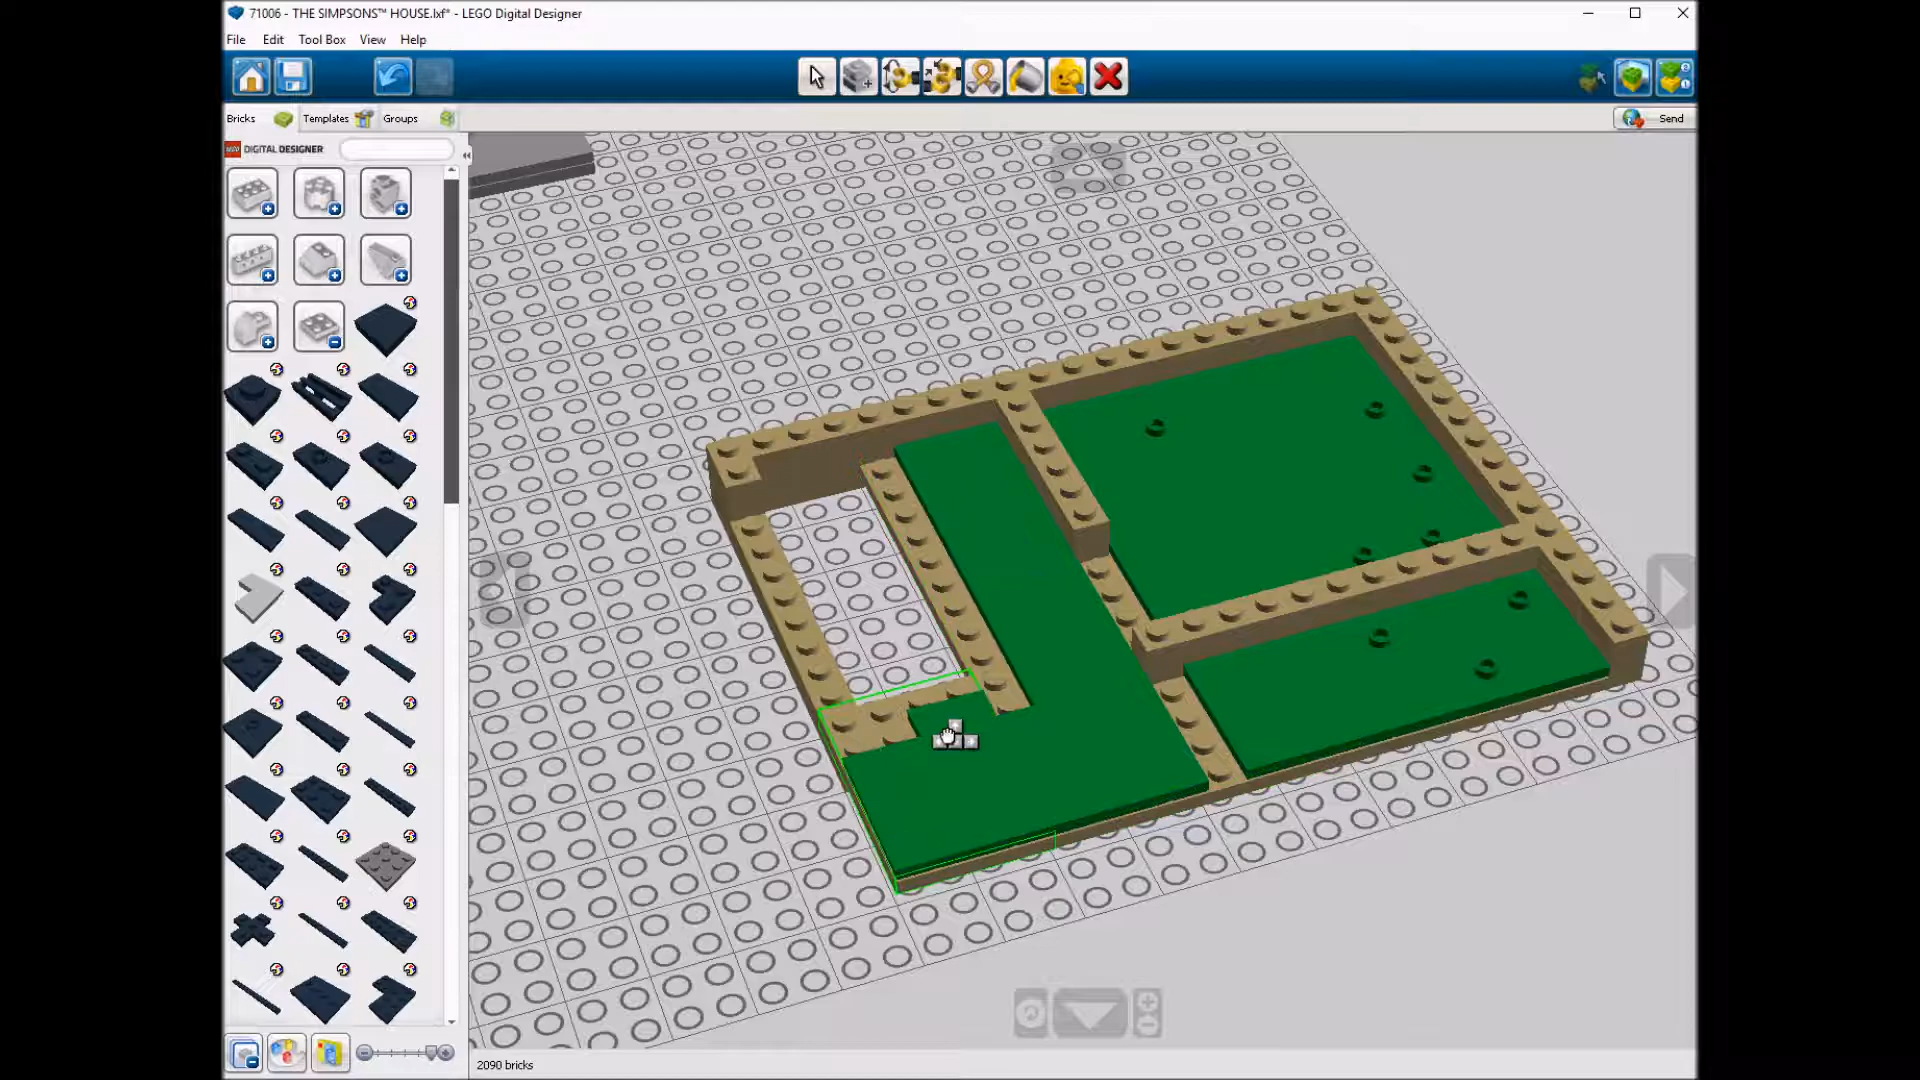 71006 - THE SIMPSONS™ HOUSE.lxf* - LEGO Digital Designer
File Edit Tool Box View Help
Bricks Templates Groups
Send
LEGO DIGITAL DESIGNER
2090 bricks